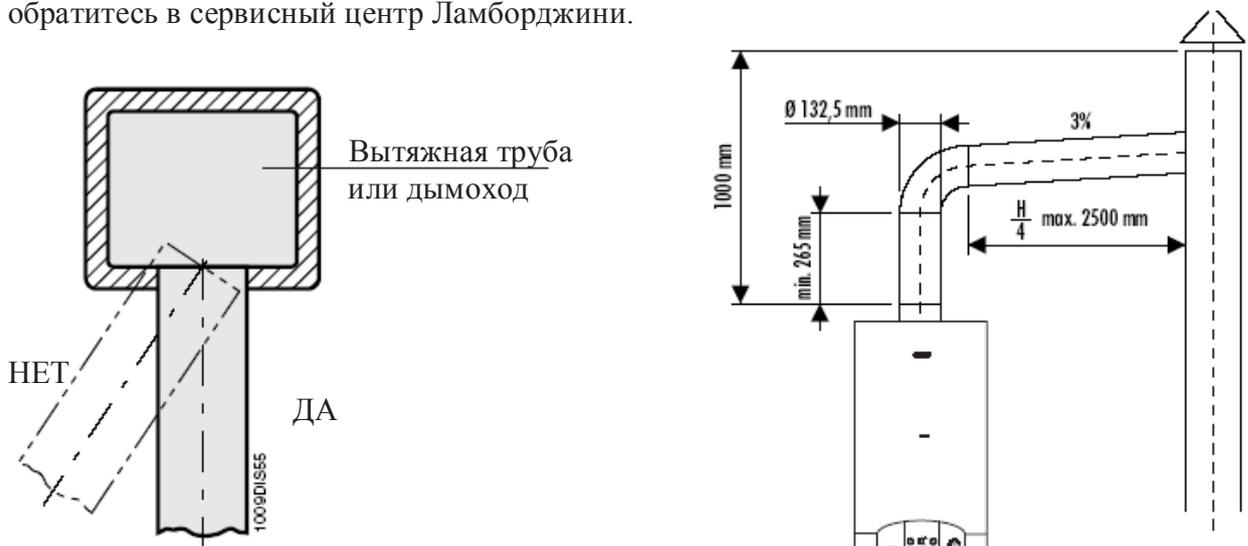 обратитесь в сервисный центр Ламборджини.
Вытяжная труба
или дымоход
НЕТ
ДА
1009DIS55
Ø 132,5 mm
3%
1000 mm
min. 265 mm
H
4
max. 2500 mm